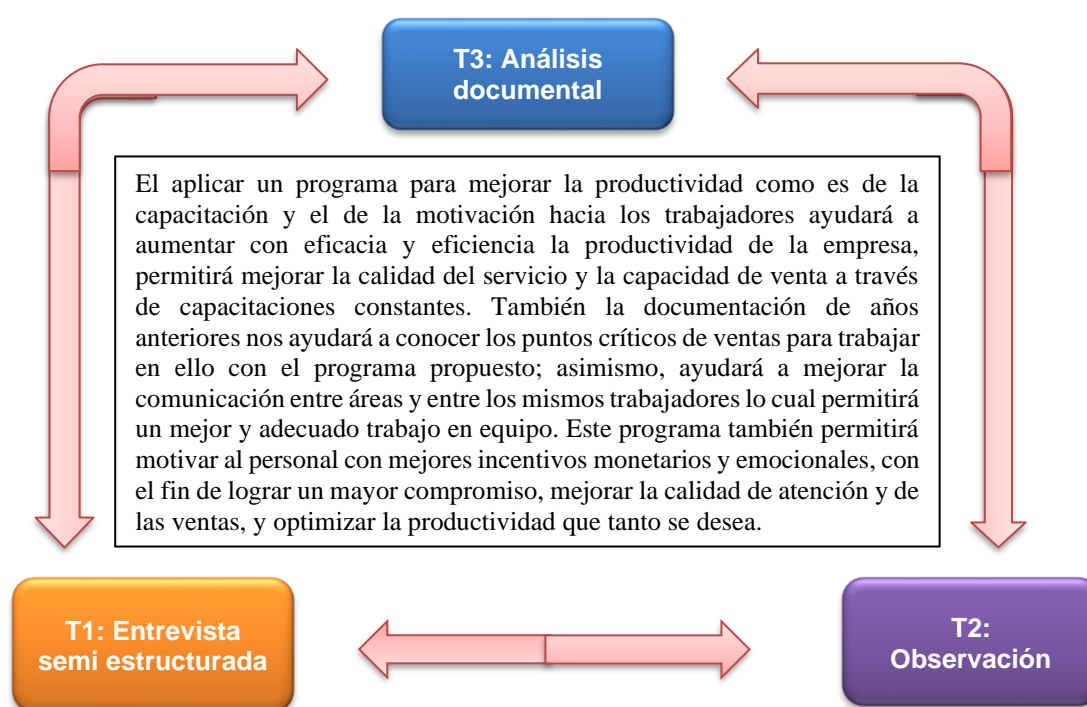 T3: Análisis
documental
El aplicar un programa para mejorar la productividad como es de la
capacitación y el de la motivación hacia los trabajadores ayudará a
aumentar con eficacia y eficiencia la productividad de la empresa,
permitirá mejorar la calidad del servicio y la capacidad de venta a través
de capacitaciones constantes. También la documentación de años
anteriores nos ayudará a conocer los puntos críticos de ventas para trabajar
en ello con el programa propuesto; asimismo, ayudará a mejorar la
comunicación entre áreas y entre los mismos trabajadores lo cual permitirá
un mejor y adecuado trabajo en equipo. Este programa también permitirá
motivar al personal con mejores incentivos monetarios y emocionales, con
el fin de lograr un mayor compromiso, mejorar la calidad de atención y de
las ventas, y optimizar la productividad que tanto se desea.
T1: Entrevista
semi estructurada
T2:
Observación